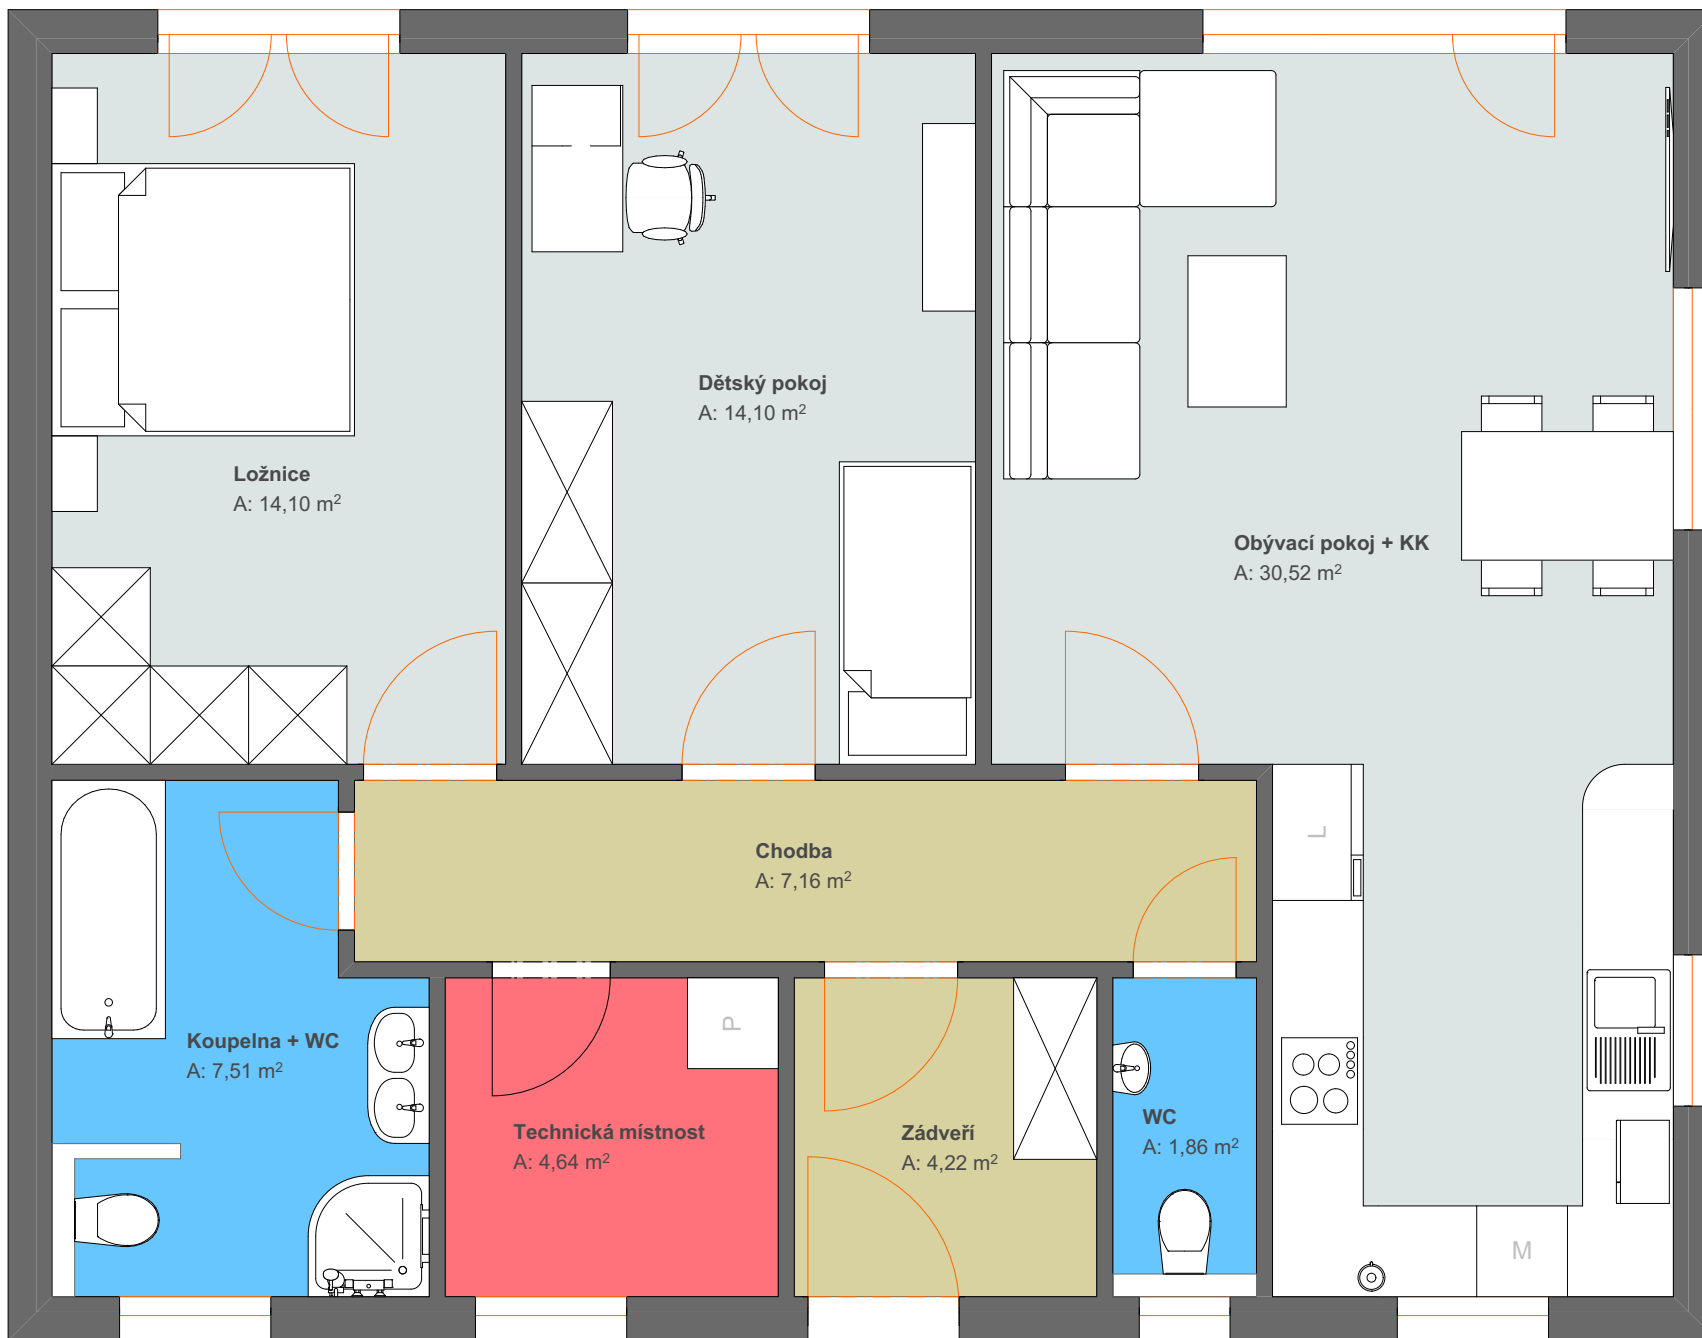 Dětský pokoj
A: 14,10 m²
Ložnice
A: 14,10 m²
Obývací pokoj + KK
A: 30,52 m²
Chodba
A: 7,16 m²
L
Koupelna + WC
A: 7,51 m²
P
Technická místnost
A: 4,64 m²
Zádveří
A: 4,22 m²
WC
A: 1,86 m²
M